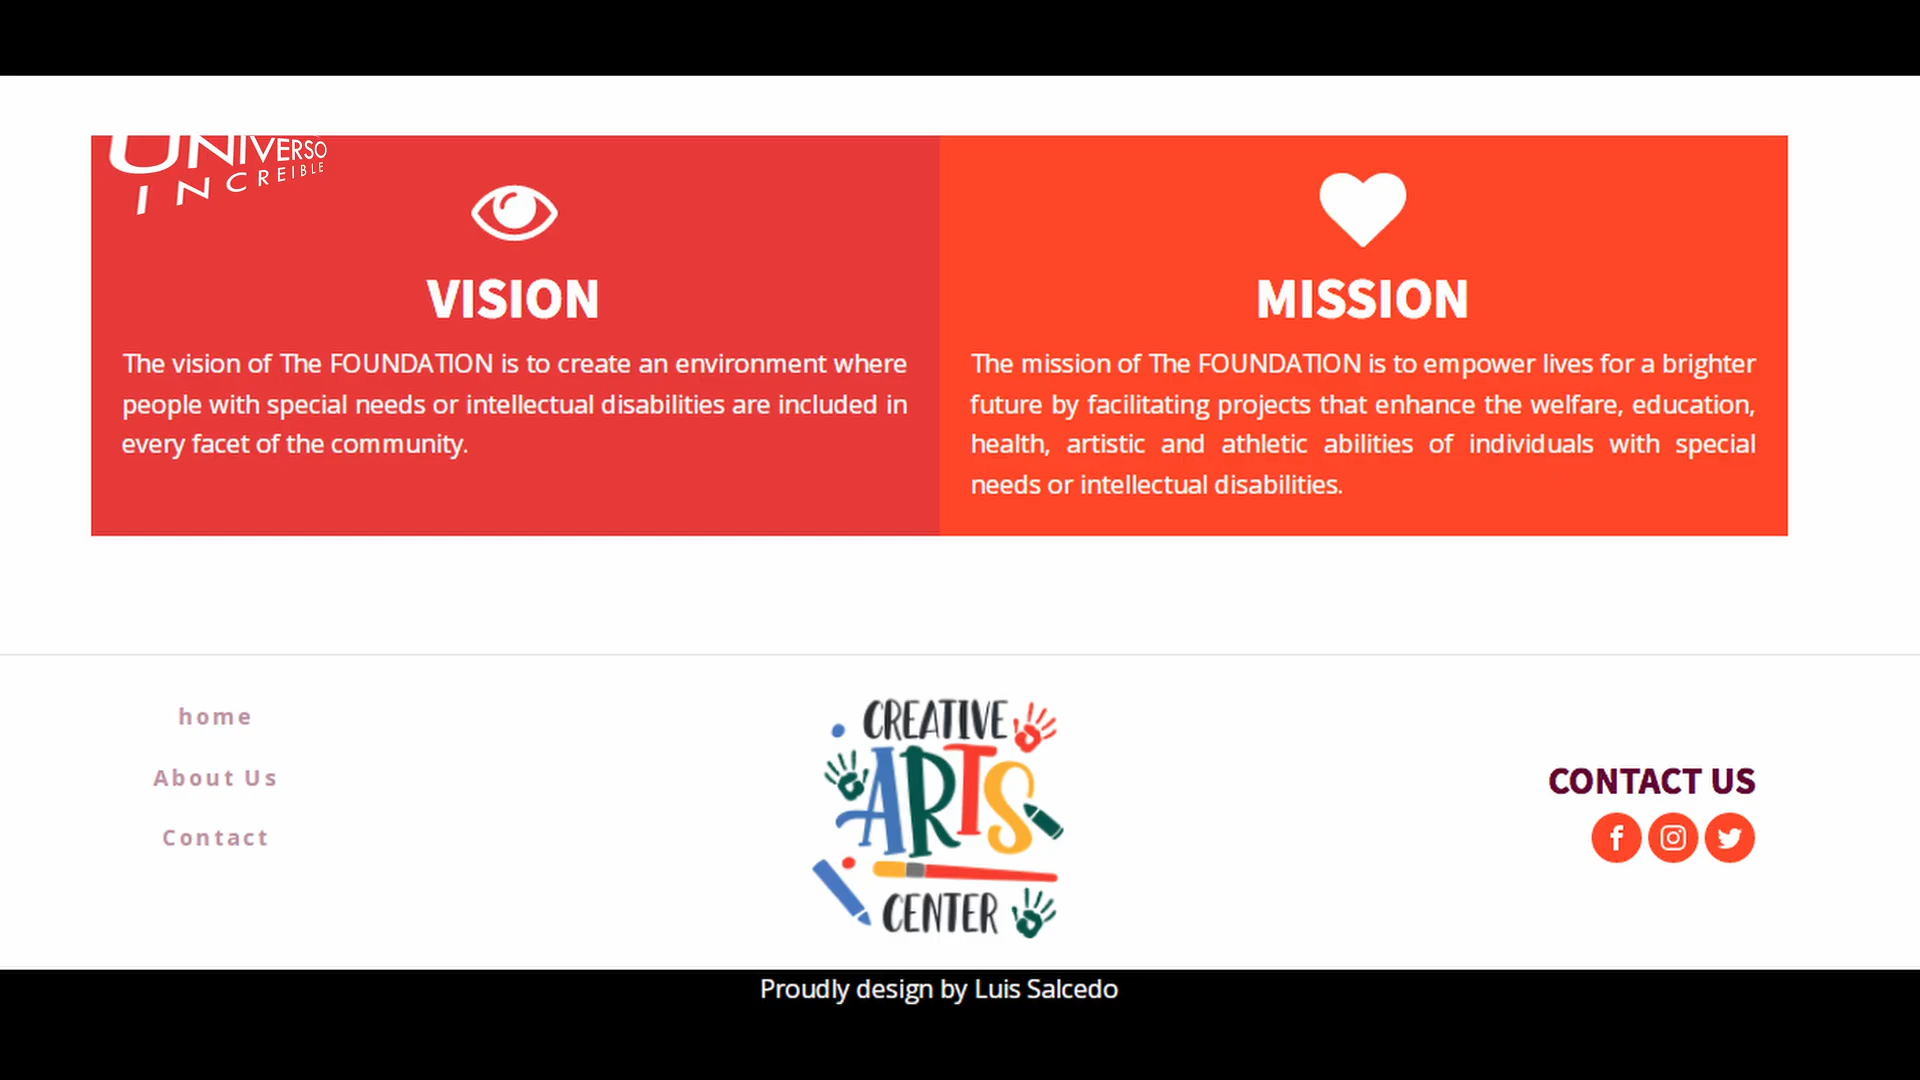 UNIVERSO
INCREIBLE
VISION
The vision of The FOUNDATION is to create an environment where
people with special needs or intellectual disabilities are included in
every facet of the community.
MISSION
The mission of The FOUNDATION is to empower lives for a brighter
future by facilitating projects that enhance the welfare, education,
health, artistic and athletic abilities of individuals with special
needs or intellectual disabilities.
home
About Us
Contact
CREATIVE
ARTS
CENTER
CONTACT US
Proudly design by Luis Salcedo